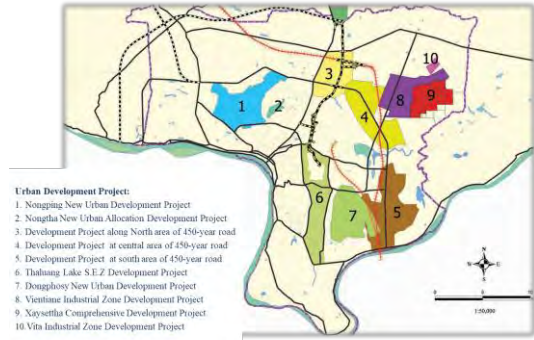 10
3
8
9
1
2
4
6
7
5
Urban Development Project:
1. Nongping New Urban Development Project
2. Nongtha New Urban Allocation Development Project
3. Development Project along North area of 450-year road
4. Development Project at central area of 450-year road
5. Development Project at south area of 450-year road
6. Thaluang Lake S.E.Z Development Project
7. Dongphosy New Urban Development Project
8. Vientiane Industrial Zone Development Project
9. Xaysettha Comprehensive Development Project
10. Vita Industrial Zone Development Project
N
W E
S
1:50,000